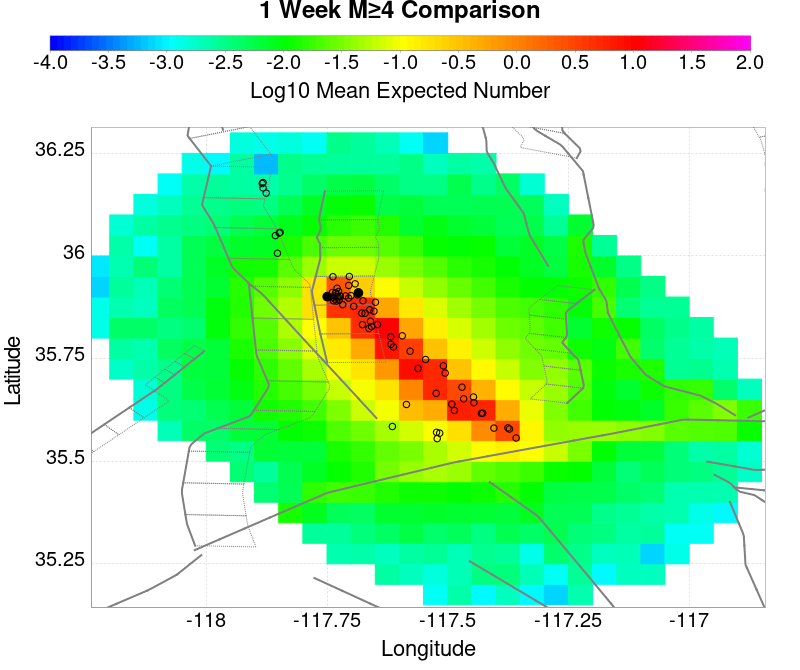 1 Week M≥4 Comparison
-4.0 -3.5 -3.0 -2.5 -2.0 -1.5 -1.0 -0.5 0.0 0.5 1.0 1.5 2.0
Log10 Mean Expected Number
36.25
36
35.75
35.5
35.25
Latitude
-118 -117.75 -117.5 -117.25 -117
Longitude